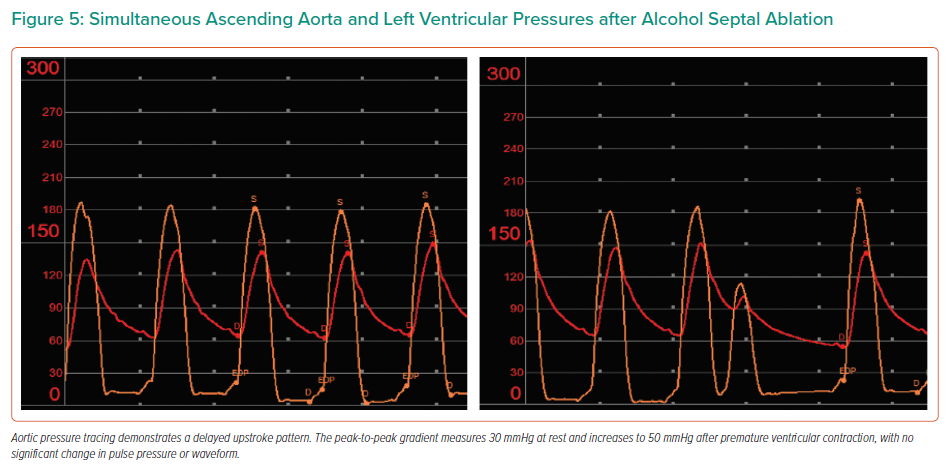 Figure 5: Simultaneous Ascending Aorta and Left Ventricular Pressures after Alcohol Septal Ablation
300
270
240
210
180
150
120
90
60
30
0
S
S
S
S
S
S
D
D
D
EDP
EDP
EDP
D
D
D
300
270
240
210
180
150
120
90
60
30
0
S
S
D
EDP
D
Aortic pressure tracing demonstrates a delayed upstroke pattern. The peak-to-peak gradient measures 30 mmHg at rest and increases to 50 mmHg after premature ventricular contraction, with no
significant change in pulse pressure or waveform.